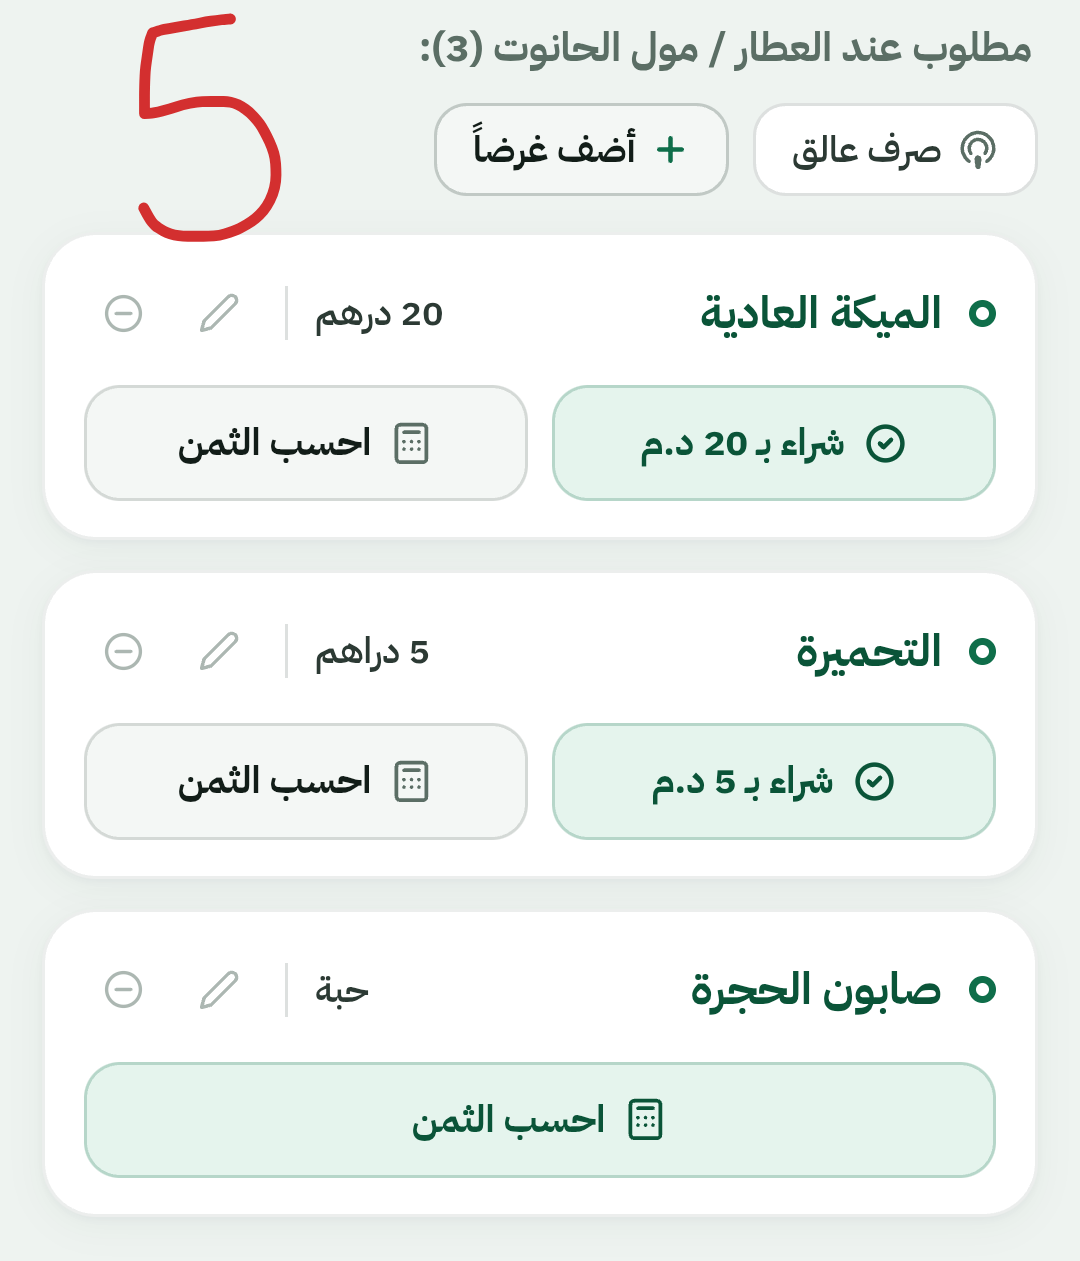 مطلوب عند العطار / مول الحانوت (3):
5
صرف عالق
أضف غرضاً
الميكة العادية
20 درهم
شراء بـ 20 د.م
احسب الثمن
التحميرة
5 دراهم
شراء بـ 5 د.م
احسب الثمن
صابون الحجرة
حبة
احسب الثمن